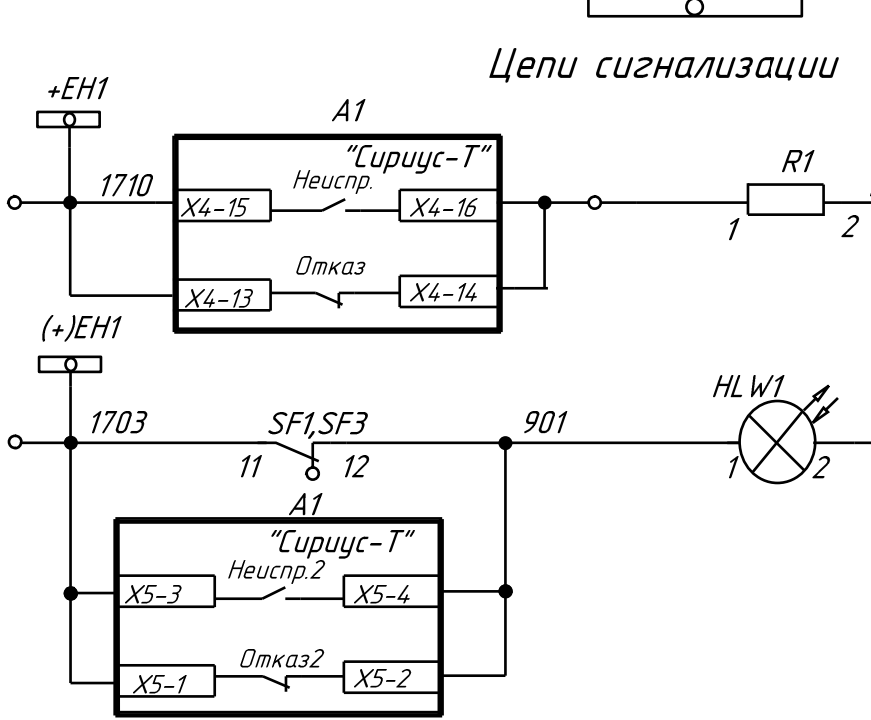 Цепи сигнализации
+EH1
A1
"Сириус-Т"
R1
1710
Неиспр.
X4-15
X4-16
1
2
Отказ
X4-13
X4-14
(+)EH1
HLW1
1703
SF1,SF3
901
11
12
1
2
A1
"Сириус-Т"
Неиспр.2
X5-3
X5-4
Отказ2
X5-1
X5-2